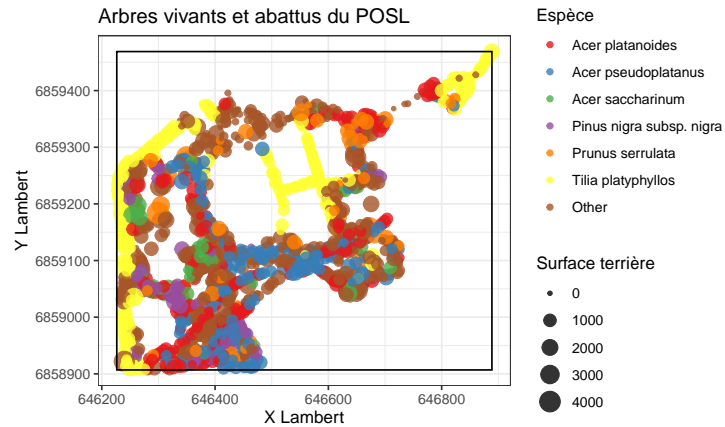 Arbres vivants et abattus du POSL
Y Lambert
6859400
6859300
6859200
6859100
6859000
6858900
646200
646400
646600
646800
X Lambert
Espèce
Acer platanoides
Acer pseudoplatanus
Acer saccharinum
Pinus nigra subsp. nigra
Prunus serrulata
Tilia platyphyllos
Other
Surface terrière
0
1000
2000
3000
4000